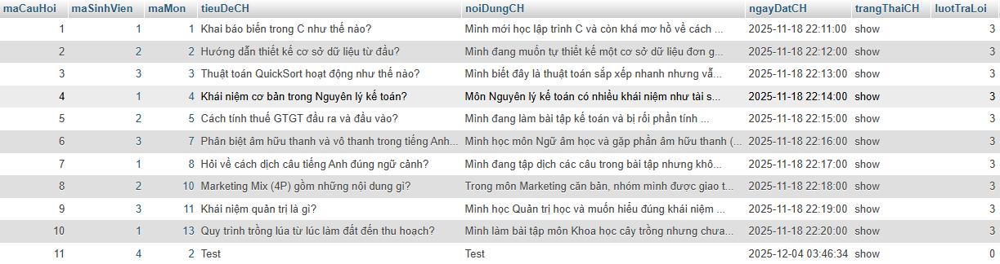 maCauHoi maSinhVien maMon tieuDeCH noiDungCH ngayDatCH trangThaiCH luotTraLoi
1 1 1 Khai báo biến trong C như thế nào? Mình mới học lập trình C và còn khá mơ hồ về cách ... 2025-11-18 22:11:00 show 3
2 2 2 Hướng dẫn thiết kế cơ sở dữ liệu từ đầu? Mình đang muốn tự thiết kế một cơ sở dữ liệu đơn g... 2025-11-18 22:12:00 show 3
3 3 3 Thuật toán QuickSort hoạt động như thế nào? Mình biết đây là thuật toán sắp xếp nhanh nhưng vẫ... 2025-11-18 22:13:00 show 3
4 1 4 Khái niệm cơ bản trong Nguyên lý kế toán? Môn Nguyên lý kế toán có nhiều khái niệm như tài s... 2025-11-18 22:14:00 show 3
5 2 5 Cách tính thuế GTGT đầu ra và đầu vào? Mình đang làm bài tập kế toán và bị rối phần tính ... 2025-11-18 22:15:00 show 3
6 3 7 Phân biệt âm hữu thanh và vô thanh trong tiếng Anh... Mình học môn Ngữ âm học và gặp phần âm hữu thanh (... 2025-11-18 22:16:00 show 3
7 1 8 Hỏi về cách dịch câu tiếng Anh đúng ngữ cảnh? Mình đang tập dịch các câu trong bài tập nhưng khô... 2025-11-18 22:17:00 show 3
8 2 10 Marketing Mix (4P) gồm những nội dung gì? Trong môn Marketing căn bản, nhóm mình được giao t... 2025-11-18 22:18:00 show 3
9 3 11 Khái niệm quản trị là gì? Mình học Quản trị học và muốn hiểu đúng khái niệm ... 2025-11-18 22:19:00 show 3
10 1 13 Quy trình trồng lúa từ lúc làm đất đến thu hoạch? Mình làm bài tập môn Khoa học cây trồng nhưng chưa... 2025-11-18 22:20:00 show 3
11 4 2 Test Test 2025-12-04 03:46:34 show 0